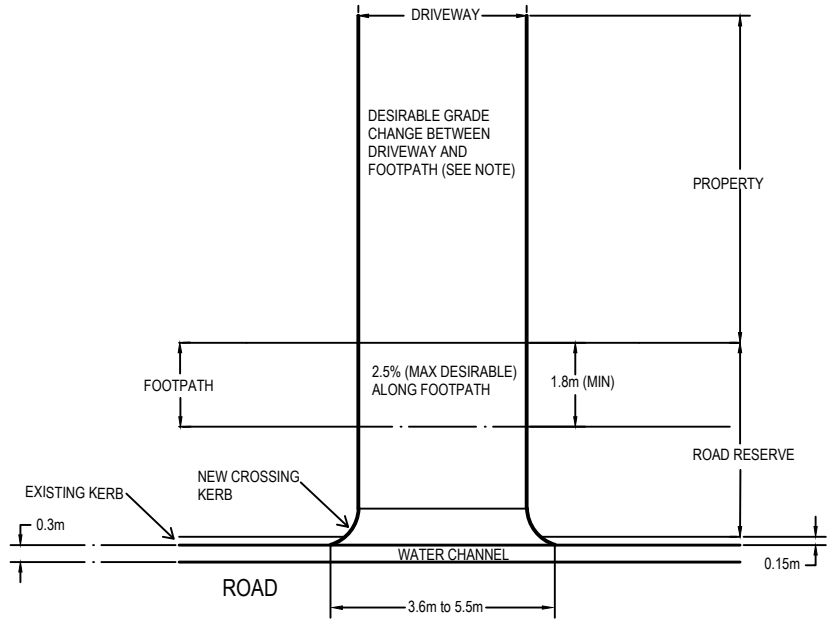 DRIVEWAY
DESIRABLE GRADE
CHANGE BETWEEN
DRIVEWAY AND
FOOTPATH (SEE NOTE)
PROPERTY
FOOTPATH
2.5% (MAX DESIRABLE)
ALONG FOOTPATH
1.8m (MIN)
ROAD RESERVE
NEW CROSSING
KERB
EXISTING KERB
0.3m
WATER CHANNEL
0.15m
ROAD
3.6m to 5.5m